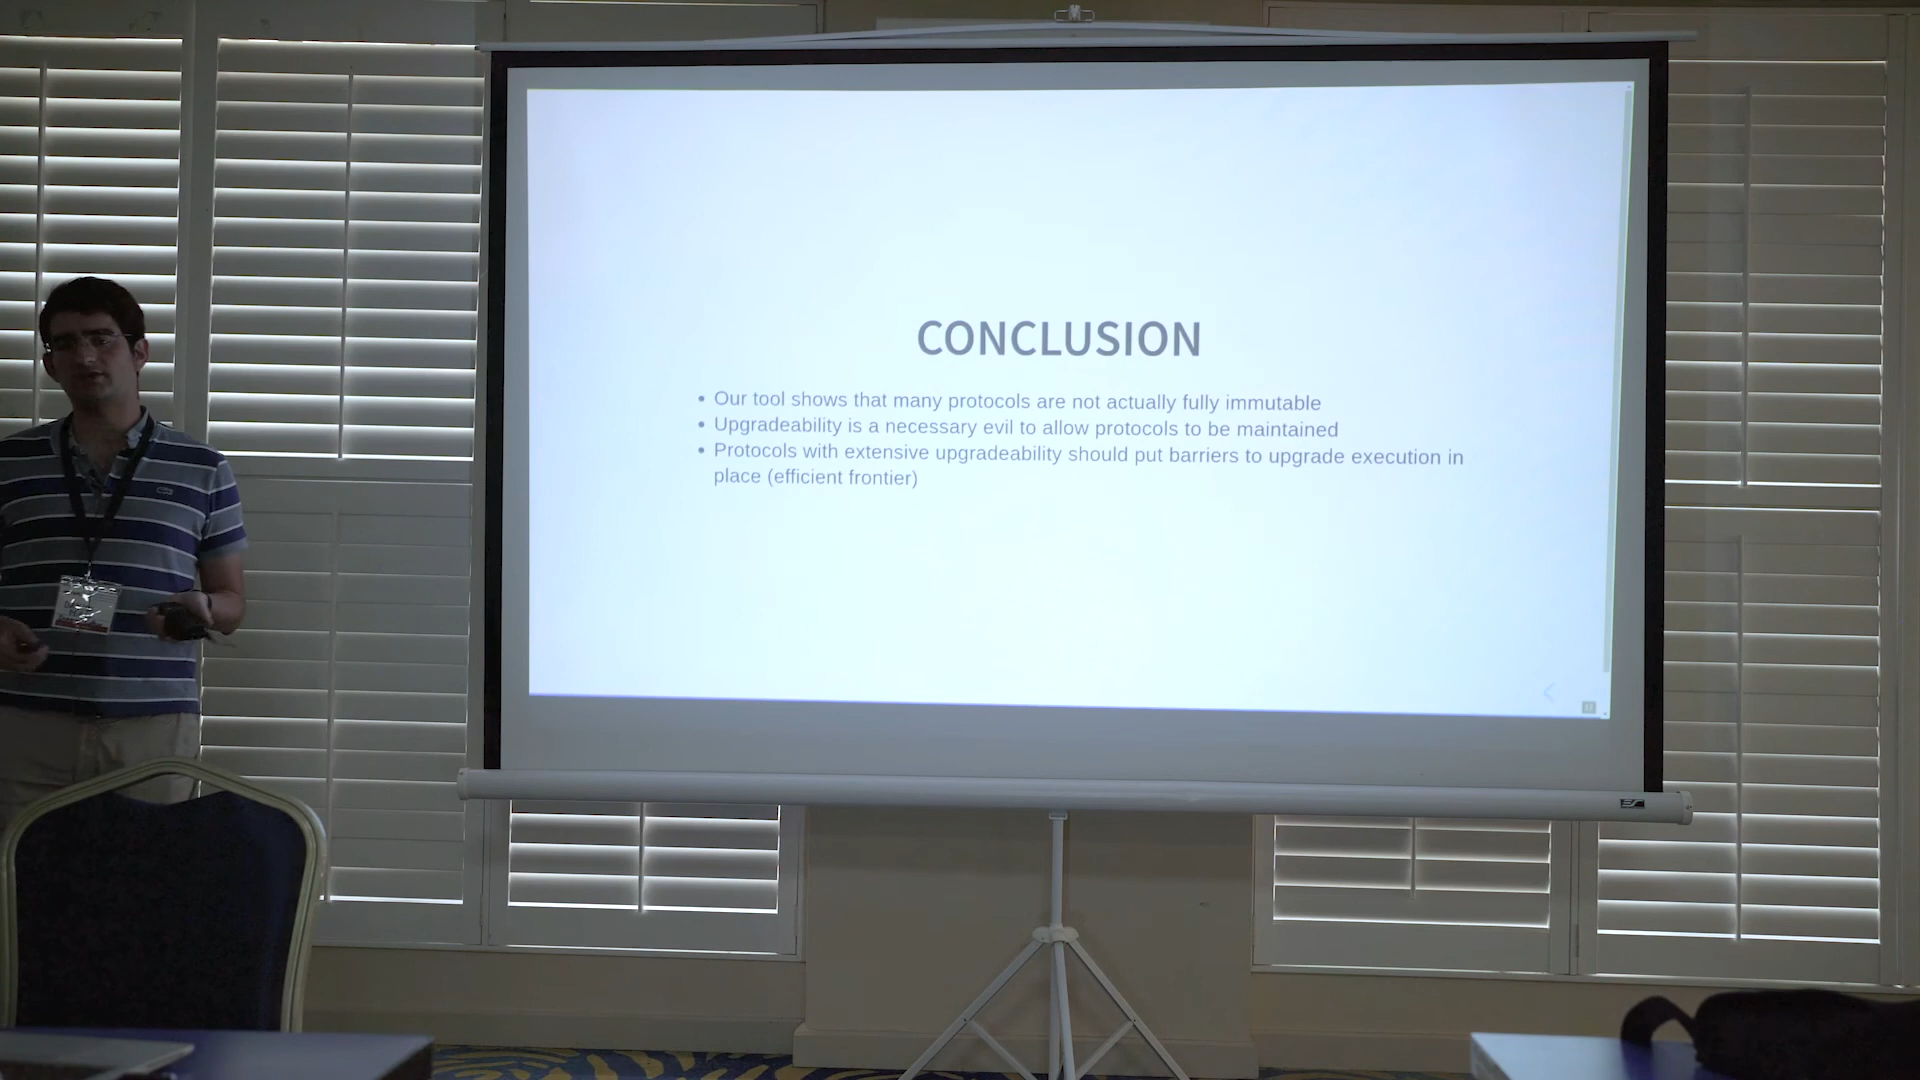 CONCLUSION
• Our tool shows that many protocols are not actually fully immutable
• Upgradeability is a necessary evil to allow protocols to be maintained
• Protocols with extensive upgradeability should put barriers to upgrade execution in
place (efficient frontier)